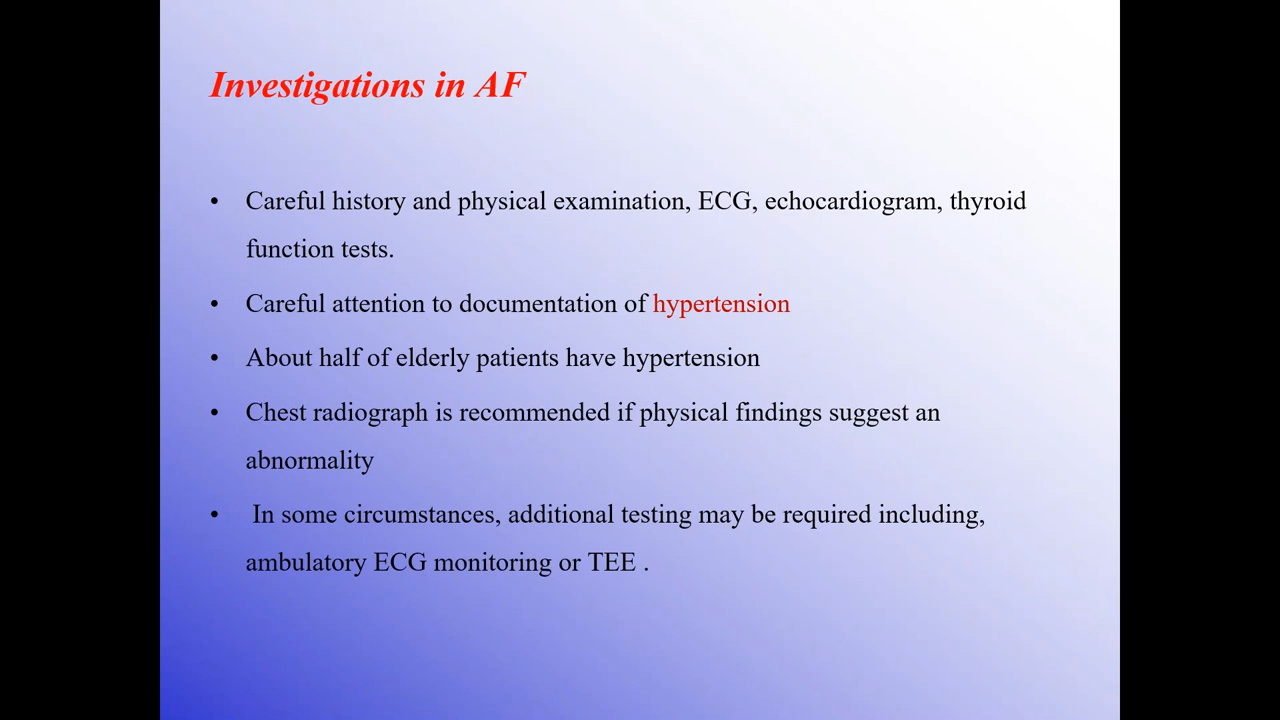 Investigations in AF
• Careful history and physical examination, ECG, echocardiogram, thyroid
function tests.
• Careful attention to documentation of hypertension
• About half of elderly patients have hypertension
• Chest radiograph is recommended if physical findings suggest an
abnormality
• In some circumstances, additional testing may be required including,
ambulatory ECG monitoring or TEE .